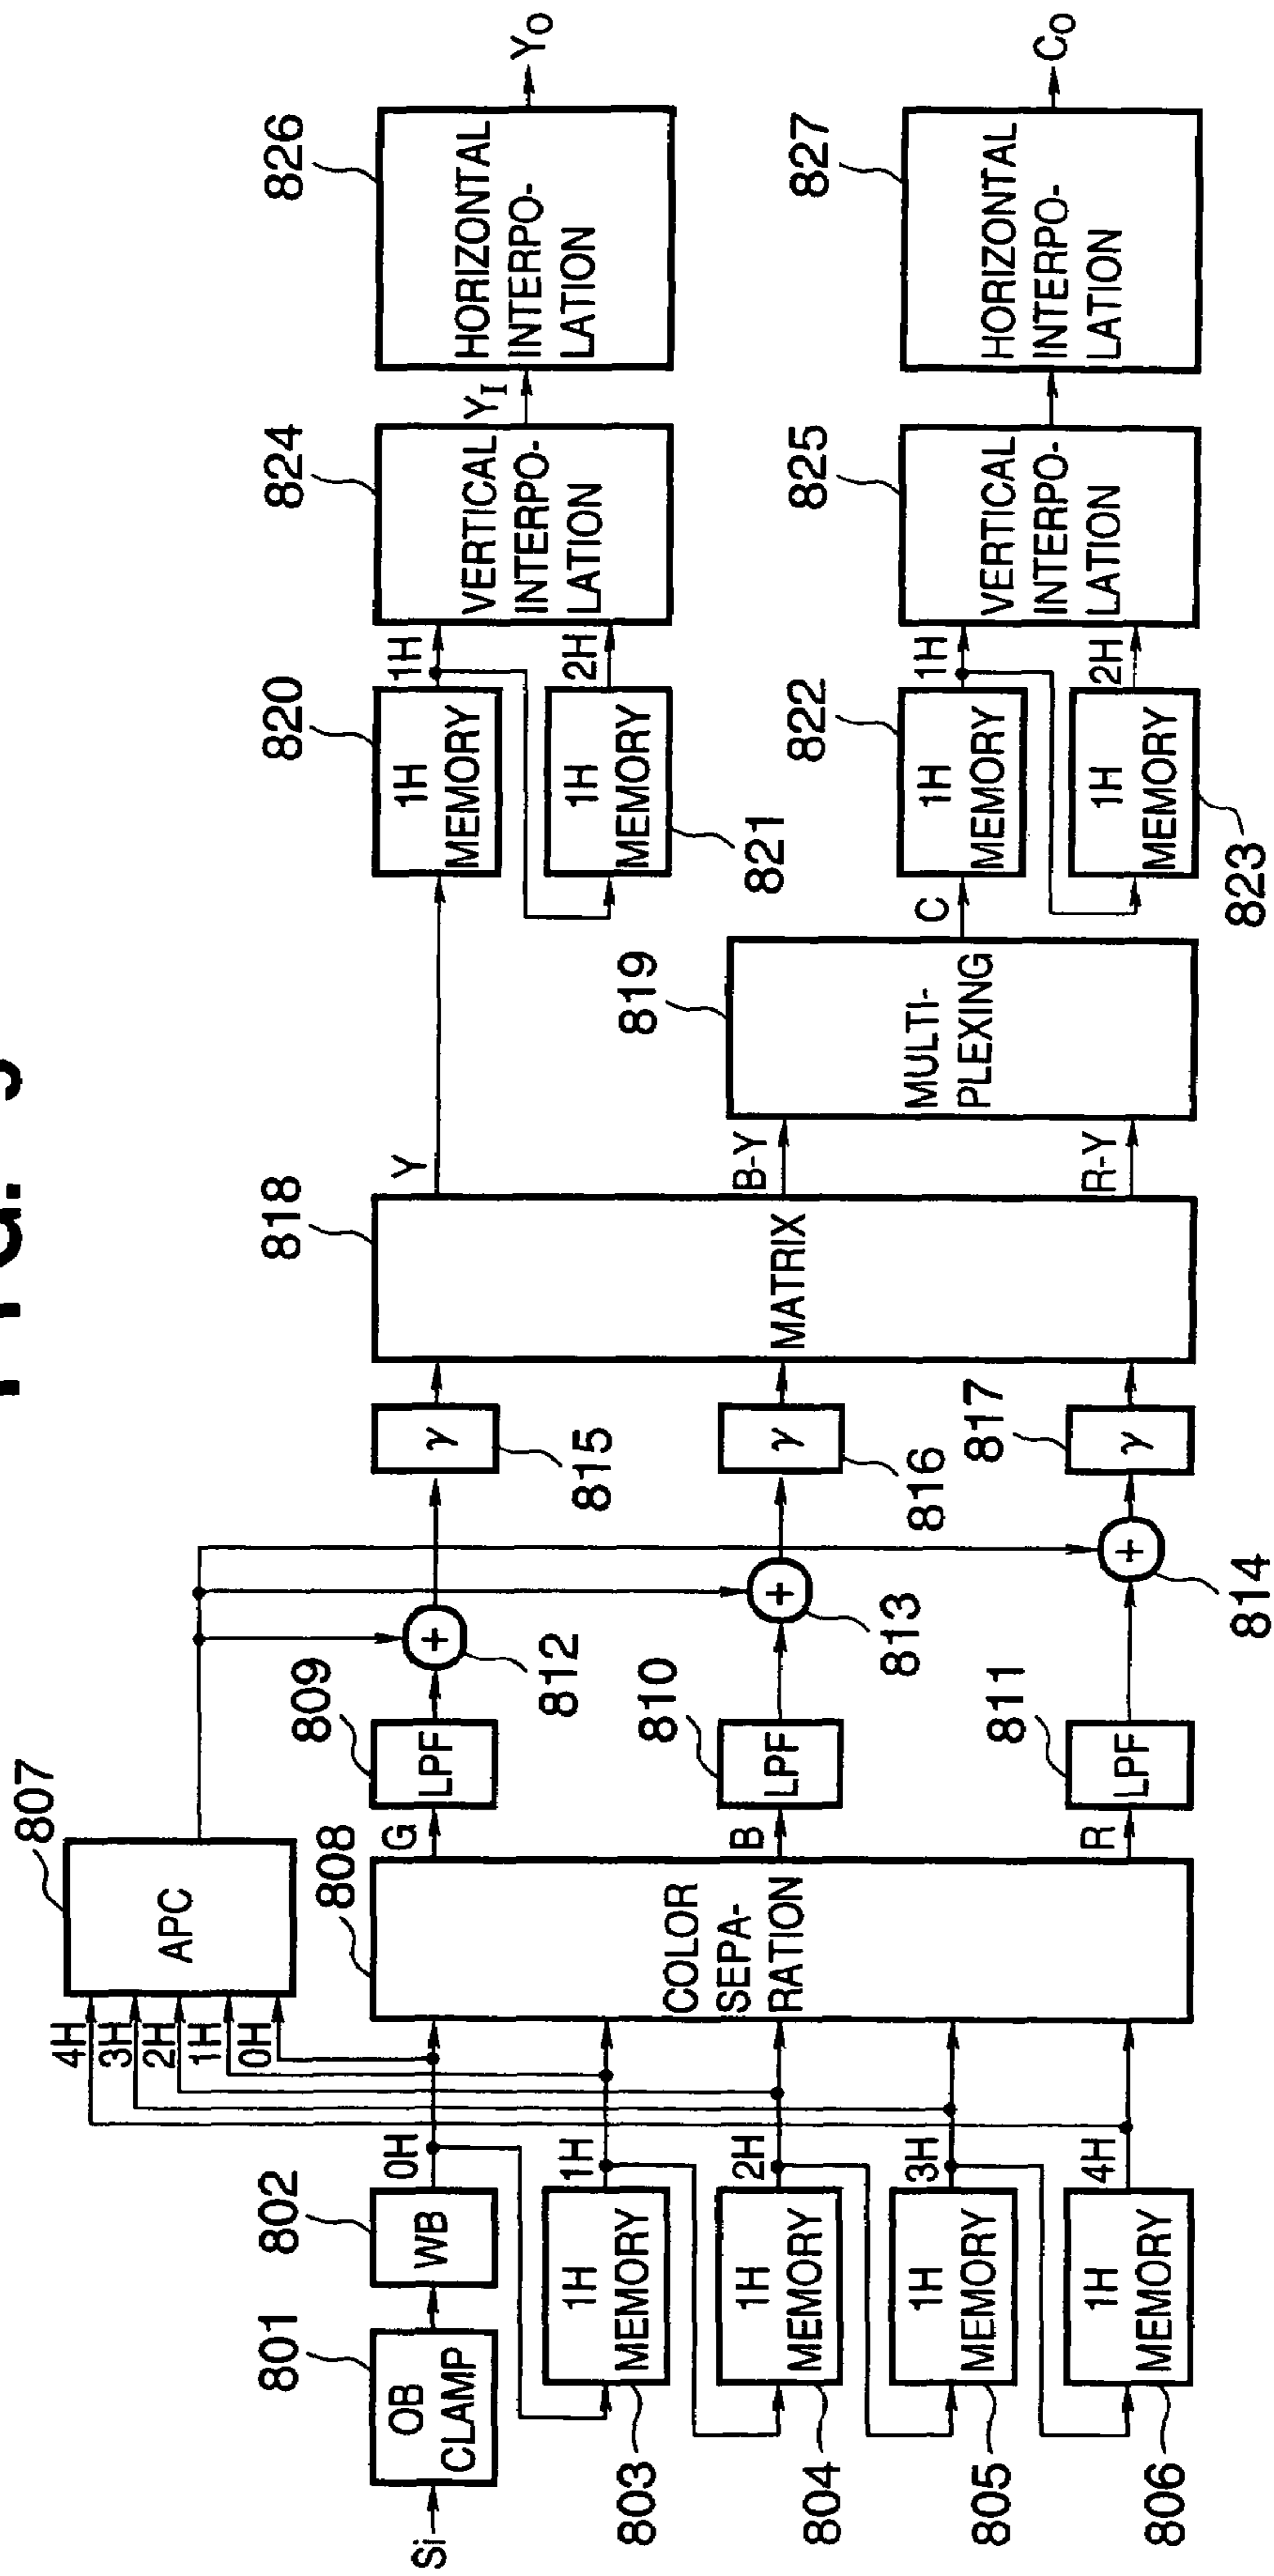 Si
OB
CLAMP
801
WB
802
0H
1H
MEMORY
803
1H
1H
MEMORY
804
2H
1H
MEMORY
805
3H
1H
MEMORY
806
4H
4H
3H
2H
1H
0H
APC
807
COLOR
SEPA-
RATION
808
G
B
R
LPF
809
LPF
810
LPF
811
+
812
+
813
+
814
γ
815
γ
816
γ
817
MATRIX
818
Y
B-Y
R-Y
MULTI-
PLEXING
819
C
1H
MEMORY
820
1H
1H
MEMORY
821
2H
1H
MEMORY
822
1H
1H
MEMORY
823
2H
VERTICAL
INTERPO-
LATION
824
YI
VERTICAL
INTERPO-
LATION
825
HORIZONTAL
INTERPO-
LATION
826
YO
HORIZONTAL
INTERPO-
LATION
827
CO